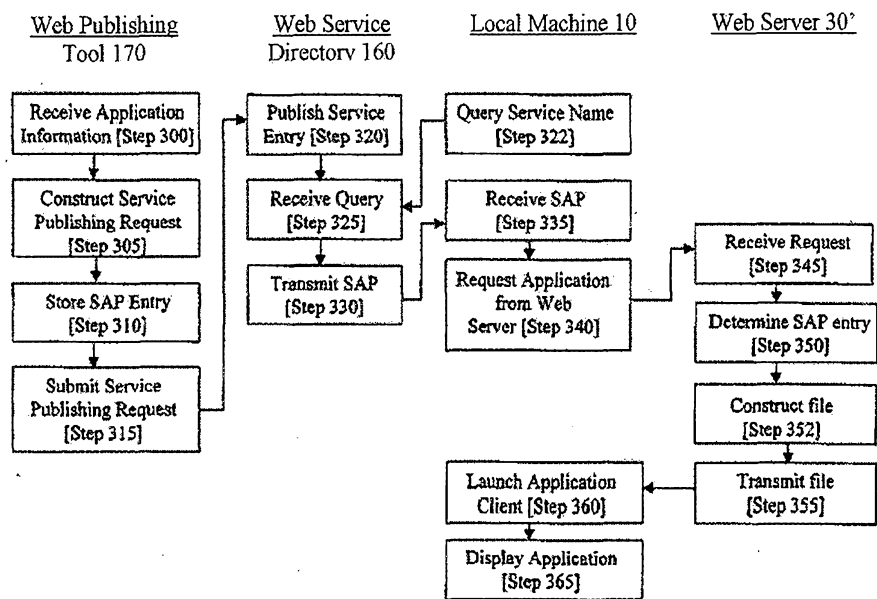 Web Publishing
Tool 170
Web Service
Directory 160
Local Machine 10
Web Server 30'
Receive Application
Information [Step 300]
Construct Service
Publishing Request
[Step 305]
Store SAP Entry
[Step 310]
Submit Service
Publishing Request
[Step 315]
Publish Service
Entry [Step 320]
Receive Query
[Step 325]
Transmit SAP
[Step 330]
Query Service Name
[Step 322]
Receive SAP
[Step 335]
Request Application
from Web
Server [Step 340]
Receive Request
[Step 345]
Determine SAP entry
[Step 350]
Construct file
[Step 352]
Transmit file
[Step 355]
Launch Application
Client [Step 360]
Display Application
[Step 365]